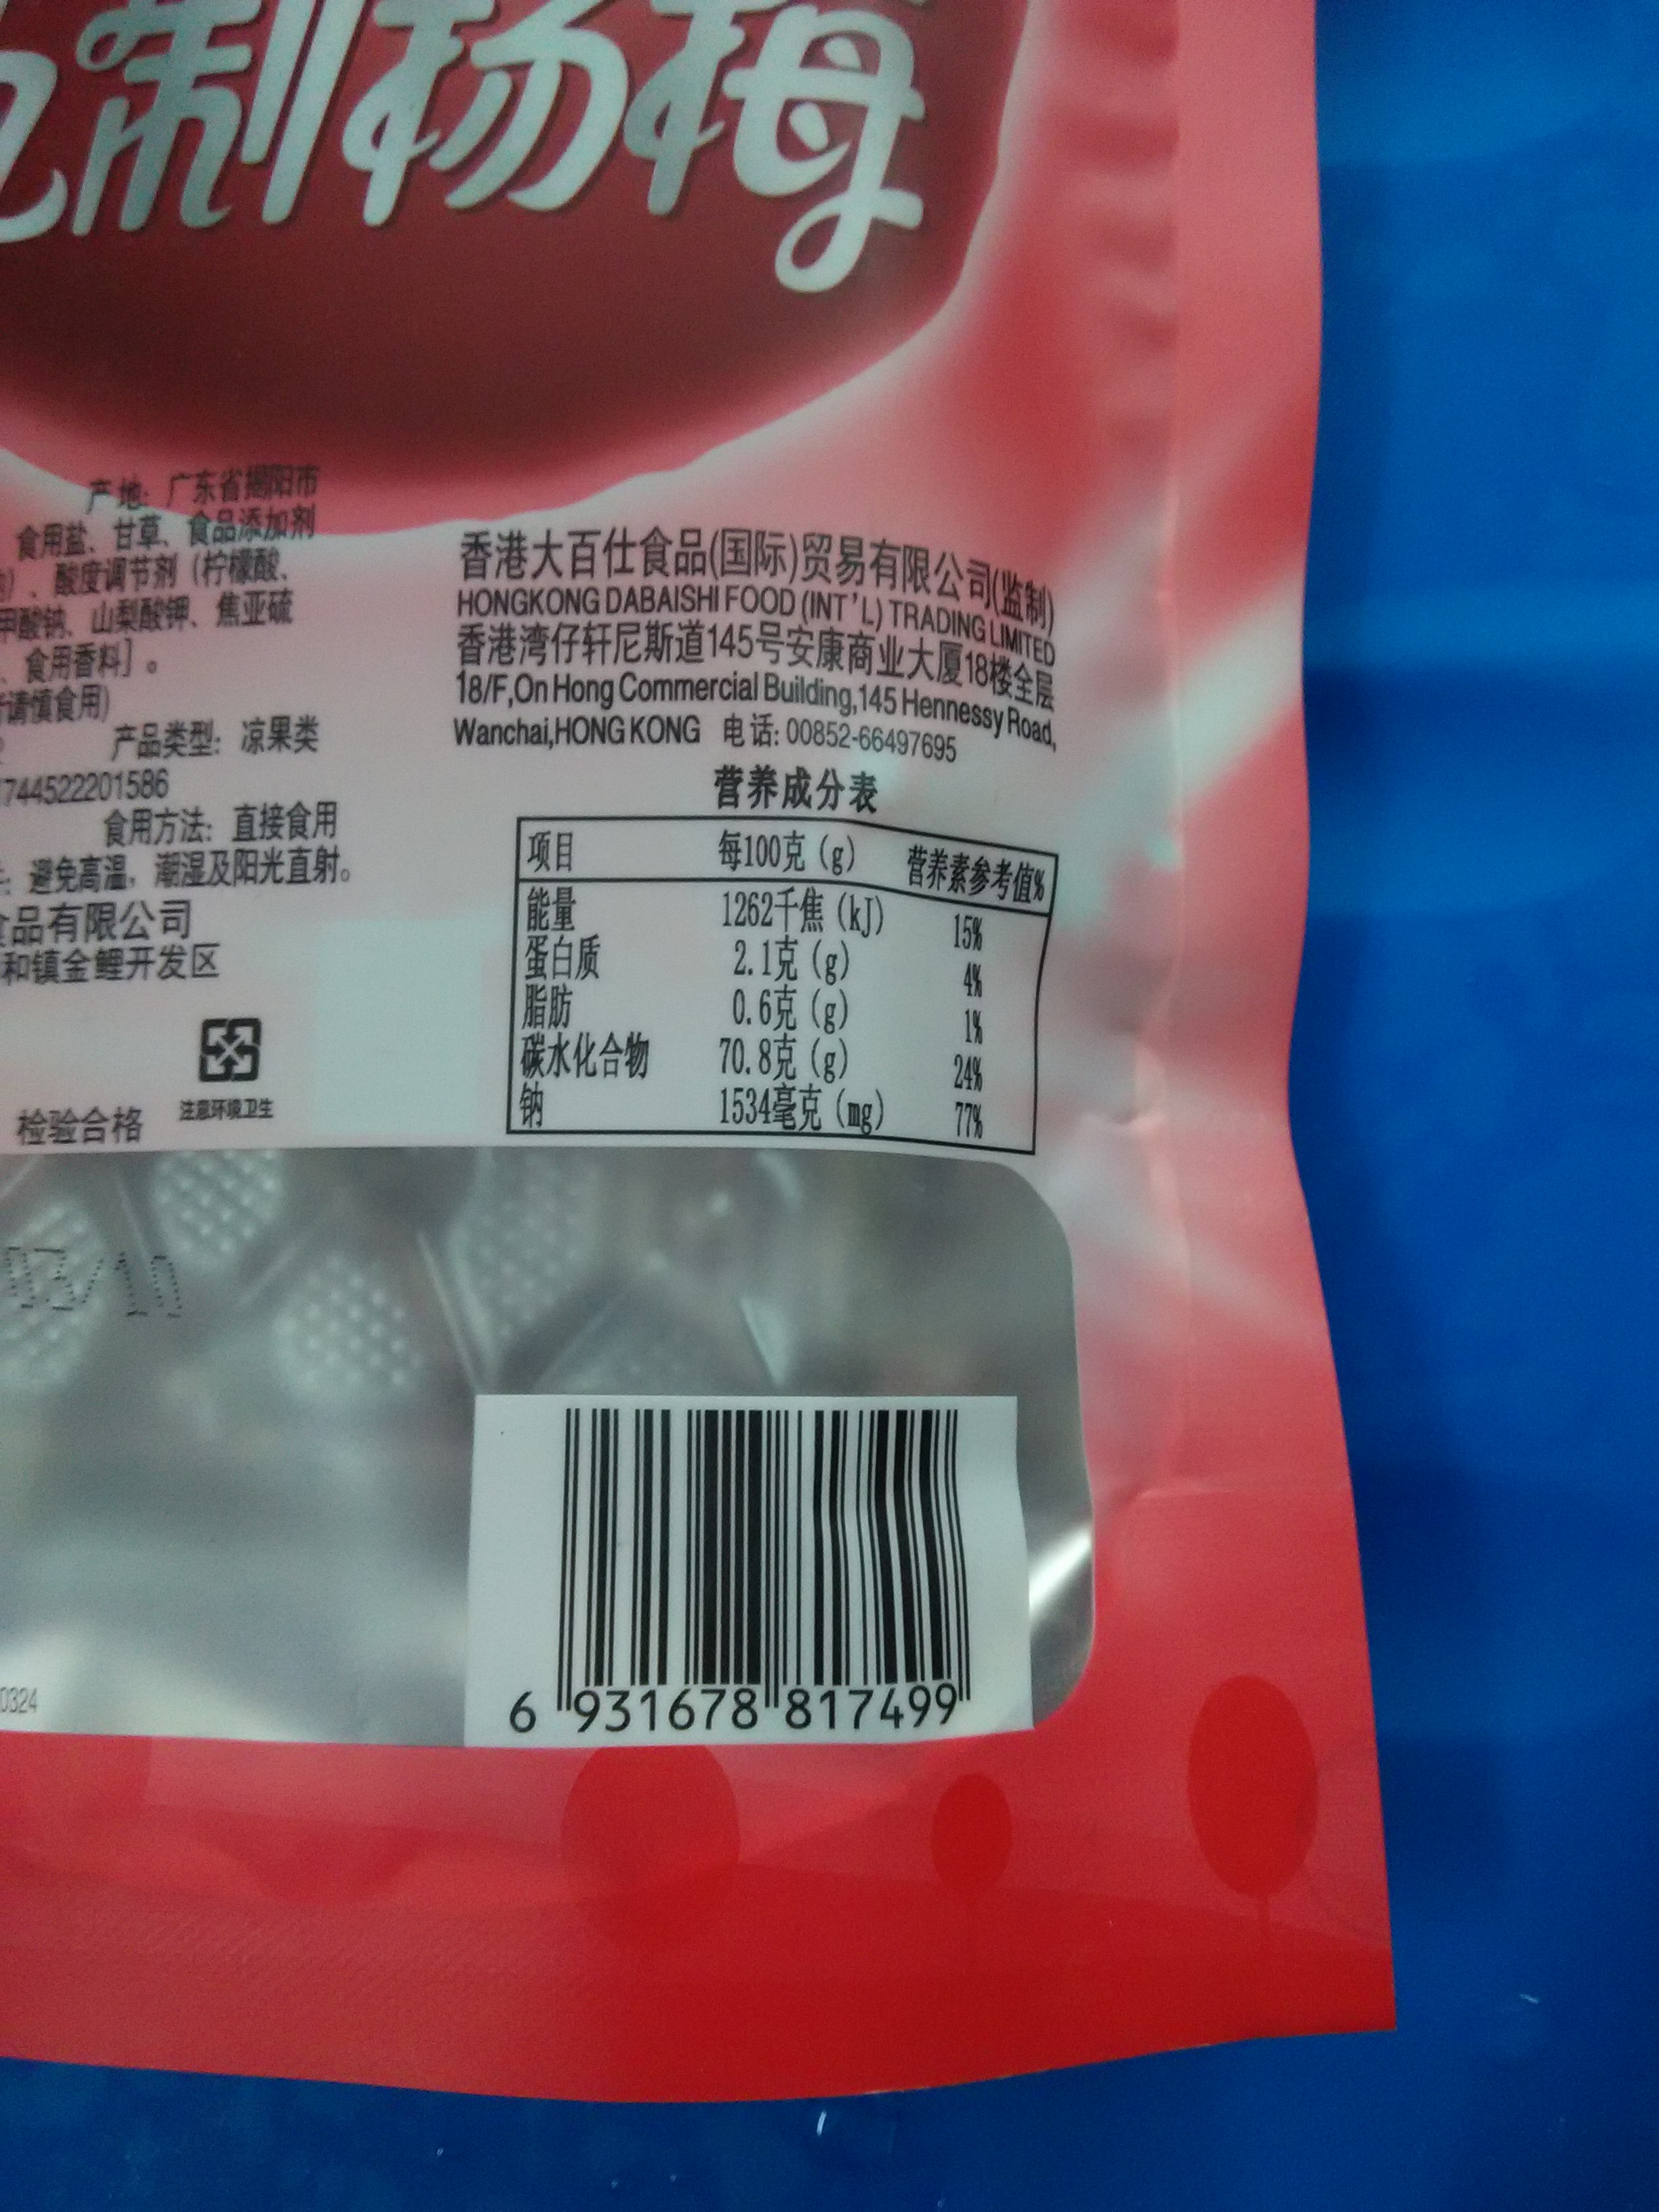 制杨梅
产地：广东省揭阳市
食用盐、甘草、食品添加剂
）、酸度调节剂（柠檬酸、
甲酸钠、山梨酸钾、焦亚硫
、食用香料］。
请慎食用)
产品类型：凉果类
744522201586
食用方法：直接食用
：避免高温，潮湿及阳光直射。
食品有限公司
和镇金鲤开发区
注意环境卫生
检验合格
香港大百仕食品(国际)贸易有限公司(监制)
HONGKONG DABAISHI FOOD (INT'L) TRADING LIMITED
香港湾仔轩尼斯道145号安康商业大厦18楼全层
18/F,On Hong Commercial Building,145 Hennessy Road,
Wanchai,HONG KONG 电话: 00852-66497695
营养成分表
项目 每100克（g） 营养素参考值%
能量 1262千焦（kJ） 15%
蛋白质 2.1克（g） 4%
脂肪 0.6克（g） 1%
碳水化合物 70.8克（g） 24%
钠 1534毫克（mg） 77%
0324
6 931678 817499